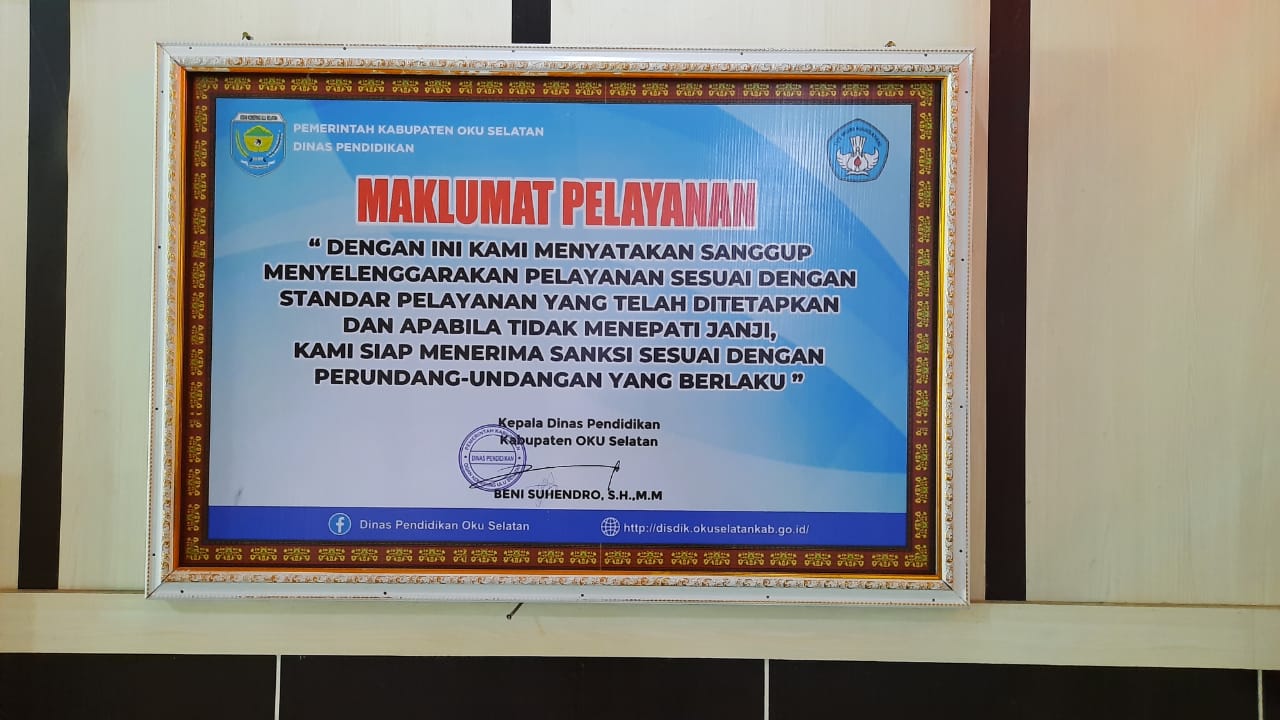 PEMERINTAH KABUPATEN OKU SELATAN
DINAS PENDIDIKAN
MAKLUMAT PELAYANAN
“ DENGAN INI KAMI MENYATAKAN SANGGUP
MENYELENGGARAKAN PELAYANAN SESUAI DENGAN
STANDAR PELAYANAN YANG TELAH DITETAPKAN
DAN APABILA TIDAK MENEPATI JANJI,
KAMI SIAP MENERIMA SANKSI SESUAI DENGAN
PERUNDANG-UNDANGAN YANG BERLAKU ”
Kepala Dinas Pendidikan
Kabupaten OKU Selatan
DINAS PENDIDIKAN
BENI SUHENDRO, S.H.,M.M
Dinas Pendidikan Oku Selatan
http://disdik.okuselatankab.go.id/